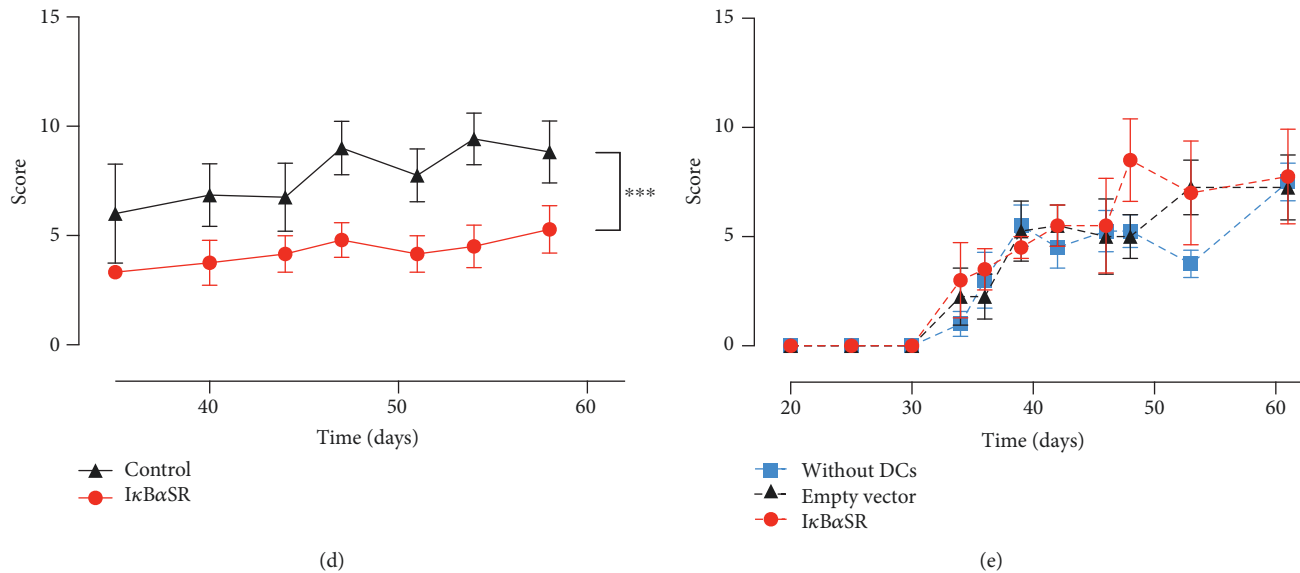 15
10
5
0
Score
40
50
60
Time (days)
***
Control
IκBαSR
(d)
15
10
5
0
Score
20
30
40
50
60
Time (days)
Without DCs
Empty vector
IκBαSR
(e)